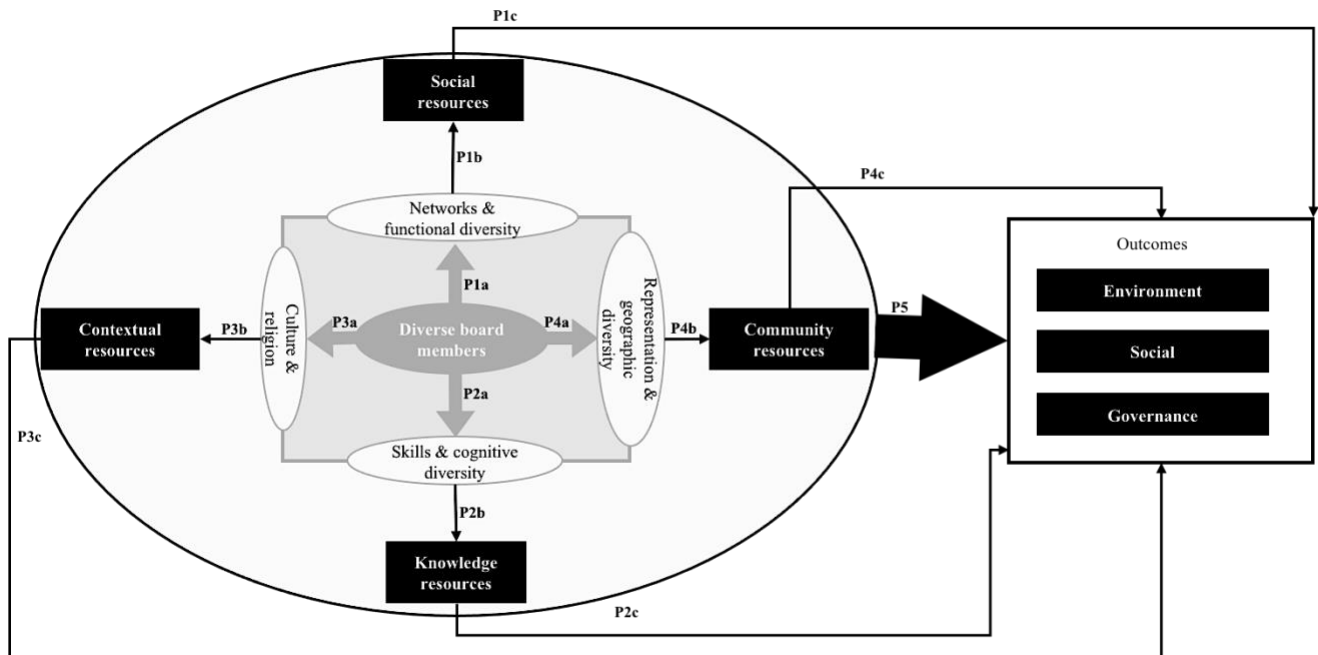 P1c
Social
resources
P1b
P4c
Networks &
functional diversity
Outcomes
P1a
Environment
Contextual
resources
P3b
Culture &
religion
P3a
Diverse board
members
P4a
Representation &
geographic
diversity
P4b
Community
resources
P5
Social
P2a
Governance
P3c
Skills & cognitive
diversity
P2b
Knowledge
resources
P2c